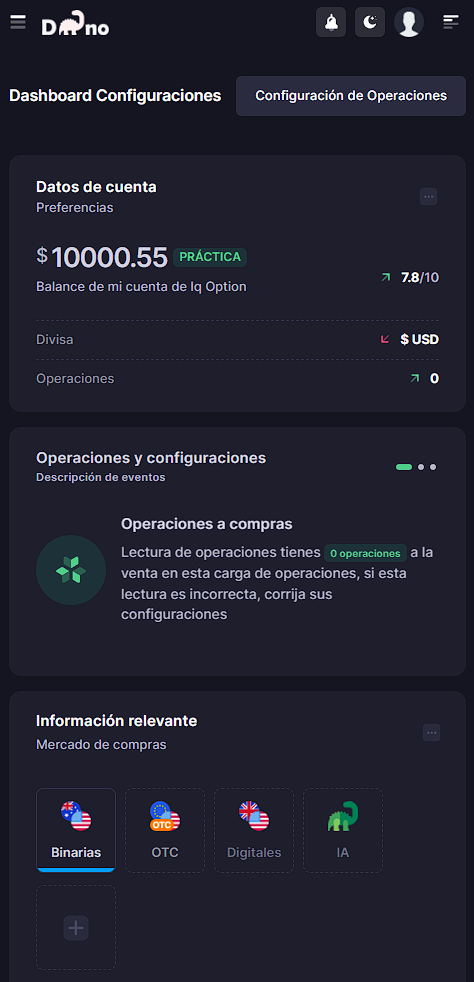 D no
Dashboard Configuraciones
Configuración de Operaciones
Datos de cuenta
Preferencias
$10000.55 PRÁCTICA
Balance de mi cuenta de Iq Option
7.8/10
Divisa
$ USD
Operaciones
0
Operaciones y configuraciones
Descripción de eventos
Operaciones a compras
Lectura de operaciones tienes 0 operaciones a la
venta en esta carga de operaciones, si esta
lectura es incorrecta, corrija sus
configuraciones
Información relevante
Mercado de compras
Binarias
OTC
OTC
Digitales
IA